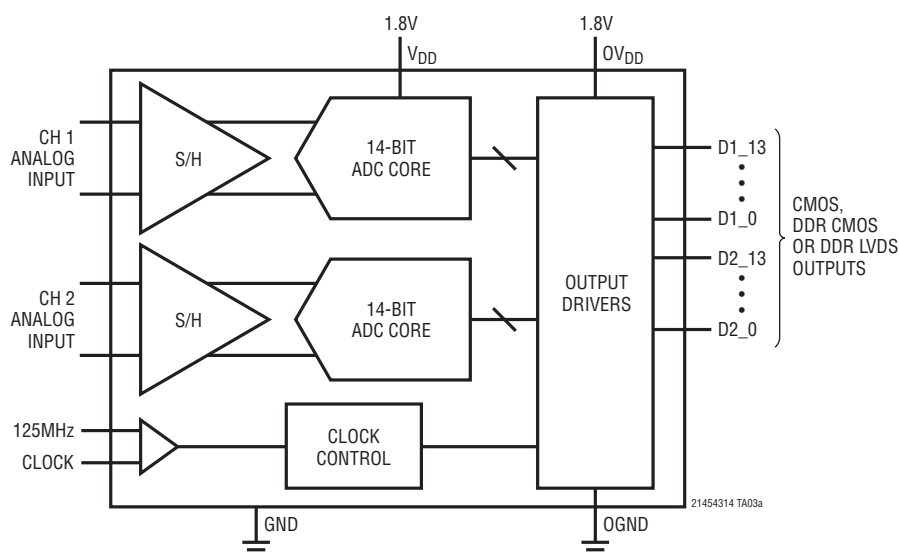 1.8V
1.8V
VDD
OVDD
CH 1
ANALOG
INPUT
S/H
14-BIT
ADC CORE
D1_13
D1_0
CMOS,
DDR CMOS
OR DDR LVDS
OUTPUTS
D2_13
D2_0
OUTPUT
DRIVERS
CH 2
ANALOG
INPUT
S/H
14-BIT
ADC CORE
125MHz
CLOCK
CLOCK
CONTROL
21454314 TA03a
GND
OGND